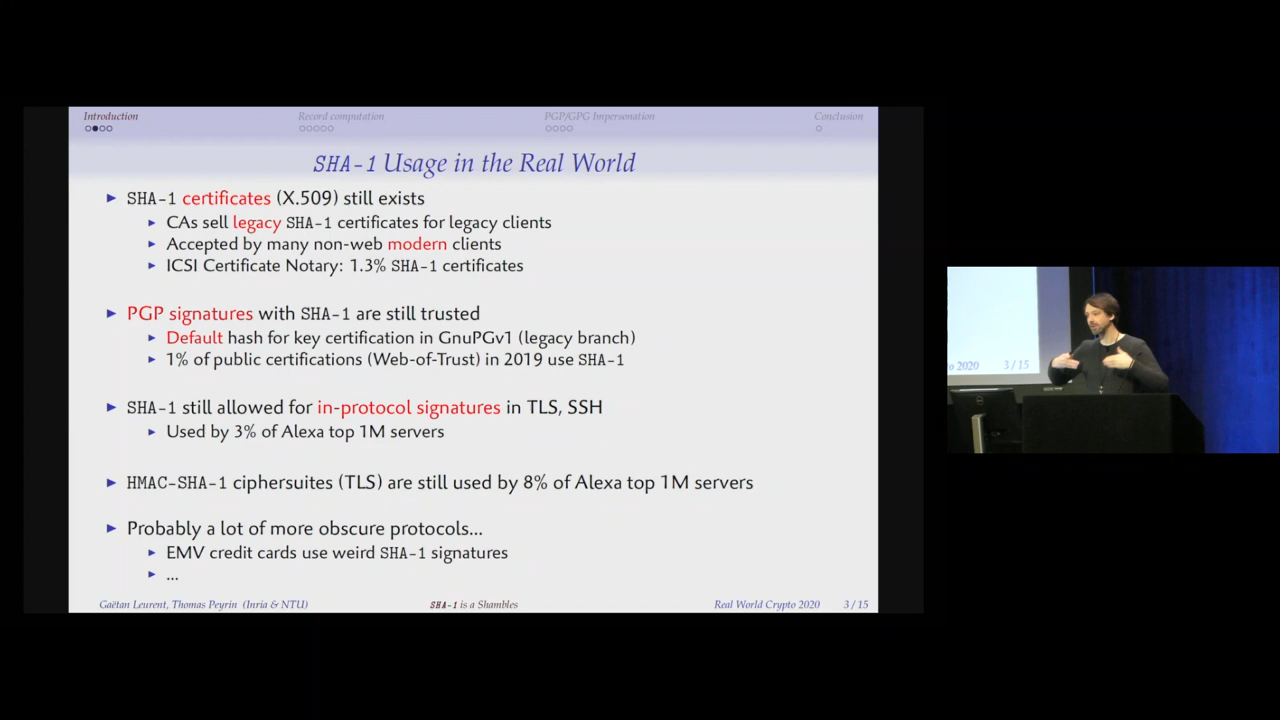 Introduction
Record computation
PGP/GPG Impersonation
Conclusion
SHA-1 Usage in the Real World
SHA-1 certificates (X.509) still exists
CAs sell legacy SHA-1 certificates for legacy clients
Accepted by many non-web modern clients
ICSI Certificate Notary: 1.3% SHA-1 certificates
PGP signatures with SHA-1 are still trusted
Default hash for key certification in GnuPGv1 (legacy branch)
1% of public certifications (Web-of-Trust) in 2019 use SHA-1
SHA-1 still allowed for in-protocol signatures in TLS, SSH
Used by 3% of Alexa top 1M servers
HMAC-SHA-1 ciphersuites (TLS) are still used by 8% of Alexa top 1M servers
Probably a lot of more obscure protocols...
EMV credit cards use weird SHA-1 signatures
...
Gaëtan Leurent, Thomas Peyrin (Inria & NTU)
SHA-1 is a Shambles
Real World Crypto 2020
3 / 15
o 2020 3 / 15